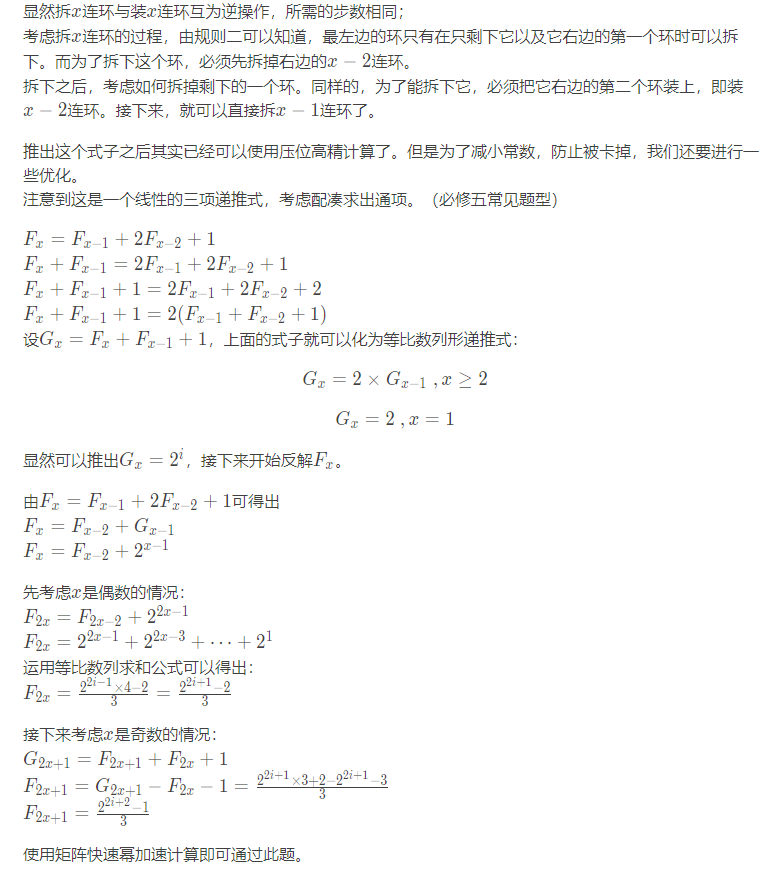 显然拆x连环与装x连环互为逆操作，所需的步数相同；
考虑拆x连环的过程，由规则二可以知道，最左边的环只有在只剩下它以及它右边的第一个环时可以拆
下。而为了拆下这个环，必须先拆掉右边的x − 2连环。
拆下之后，考虑如何拆掉剩下的一个环。同样的，为了能拆下它，必须把它右边的第二个环装上，即装
x − 2连环。接下来，就可以直接拆x − 1连环了。
推出这个式子之后其实已经可以使用压位高精计算了。但是为了减小常数，防止被卡掉，我们还要进行一
些优化。
注意到这是一个线性的三项递推式，考虑配凑求出通项。（必修五常见题型）
F_x = F_{x−1} + 2F_{x−2} + 1
F_x + F_{x−1} = 2F_{x−1} + 2F_{x−2} + 1
F_x + F_{x−1} + 1 = 2F_{x−1} + 2F_{x−2} + 2
F_x + F_{x−1} + 1 = 2(F_{x−1} + F_{x−2} + 1)
设G_x = F_x + F_{x−1} + 1，上面的式子就可以化为等比数列形递推式：
G_x = 2 × G_{x−1} , x ≥ 2
G_x = 2 , x = 1
显然可以推出G_x = 2^i，接下来开始反解F_x。
由F_x = F_{x−1} + 2F_{x−2} + 1可得出
F_x = F_{x−2} + G_{x−1}
F_x = F_{x−2} + 2^{x−1}
先考虑x是偶数的情况：
F_{2x} = F_{2x−2} + 2^{2x−1}
F_{2x} = 2^{2x−1} + 2^{2x−3} + ⋯ + 2^1
运用等比数列求和公式可以得出：
F_{2x} = \frac{2^{2i−1}×4−2}{3} = \frac{2^{2i+1}−2}{3}
接下来考虑x是奇数的情况：
G_{2x+1} = F_{2x+1} + F_{2x} + 1
F_{2x+1} = G_{2x+1} − F_{2x} − 1 = \frac{2^{2i+1}×3+2−2^{2i+1}−3}{3}
F_{2x+1} = \frac{2^{2i+2}−1}{3}
使用矩阵快速幂加速计算即可通过此题。